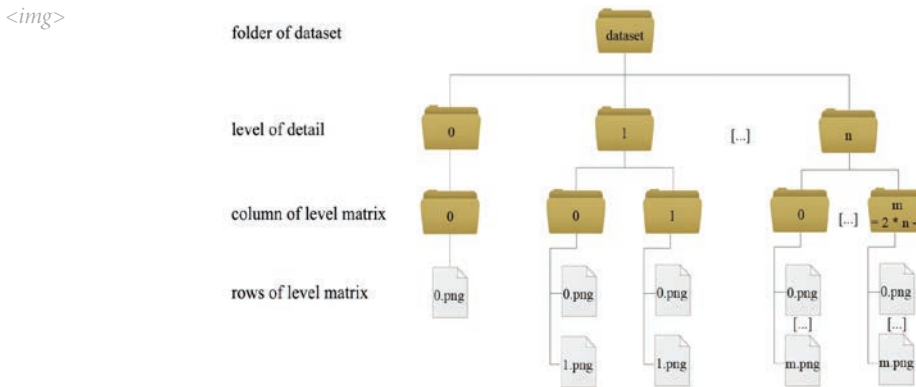 <img>
folder of dataset
dataset
level of detail
0
1
[...]
n
column of level matrix
0
0
1
0
[...]
m
= 2 * n -
rows of level matrix
0.png
0.png
0.png
0.png
0.png
[...]
[...]
1.png
1.png
m.png
m.png